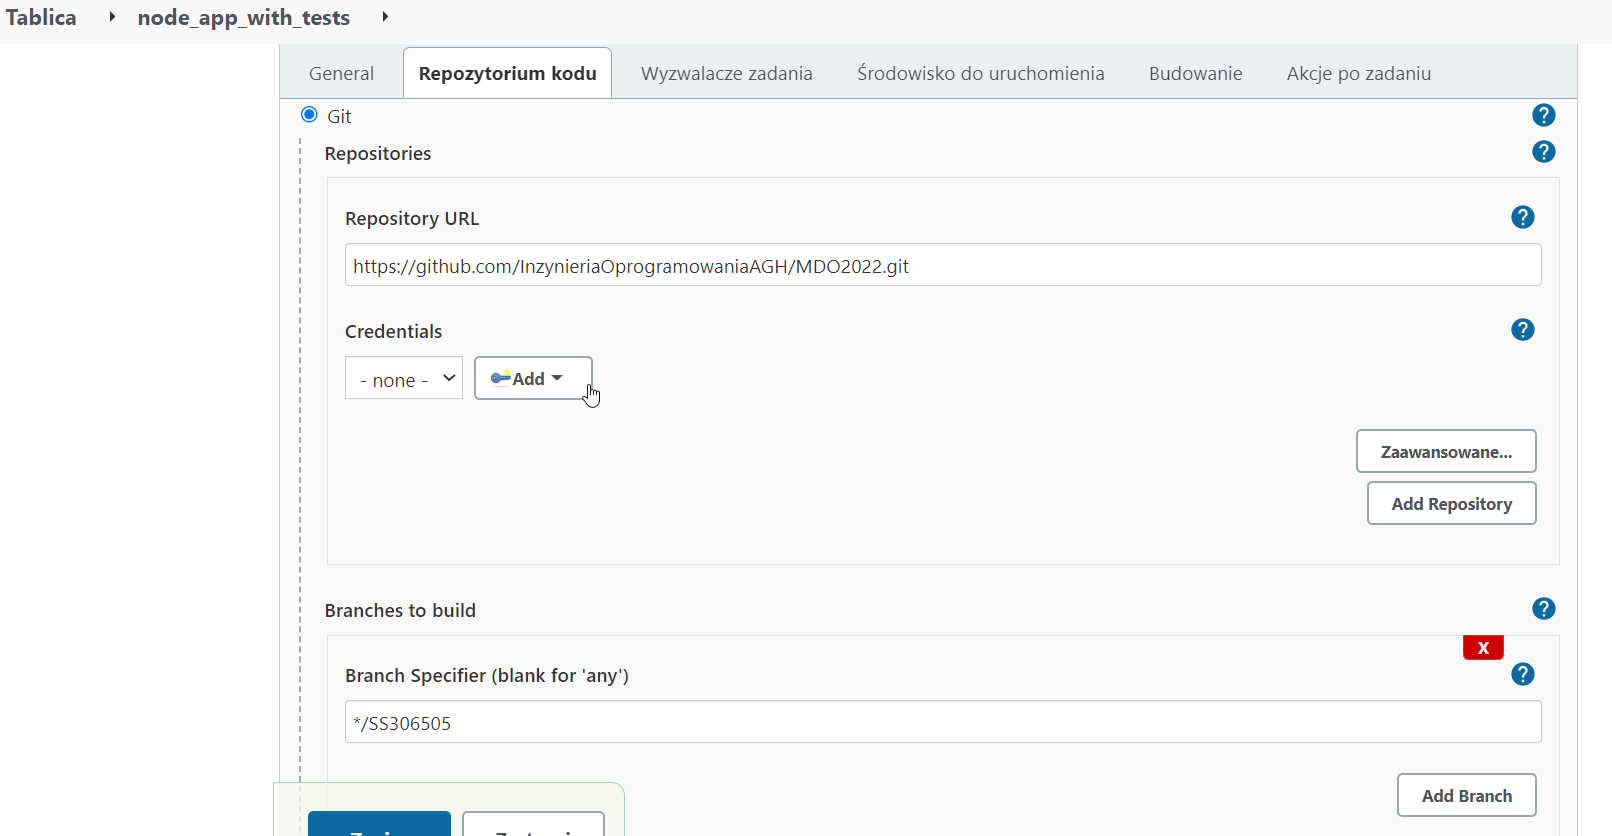 Tablica node_app_with_tests
General Repozytorium kodu Wyzwalacze zadania Środowisko do uruchomienia Budowanie Akcje po zadaniu
Git ?
Repositories ?
Repository URL ?
https://github.com/InzynieriaOprogramowaniaAGH/MDO2022.git
Credentials ?
- none - Add
Zaawansowane...
Add Repository
Branches to build ?
X
Branch Specifier (blank for 'any') ?
*/SS306505
Add Branch